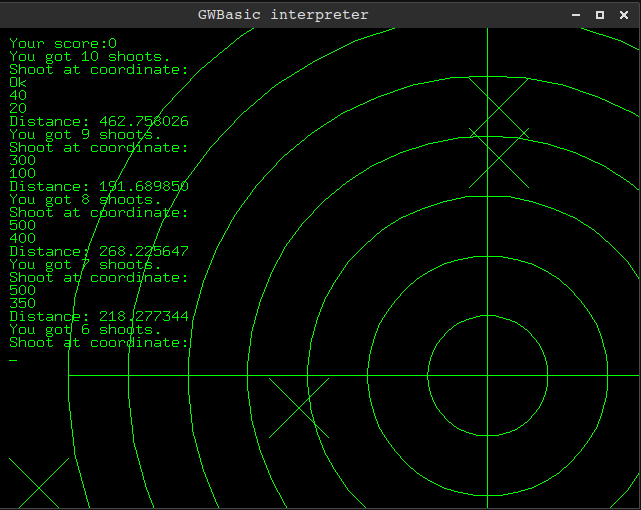 GWBasic interpreter
Your score:0
You got 10 shoots.
Shoot at coordinate:
Ok
40
20
Distance: 462.756026
You got 9 shoots.
Shoot at coordinate:
300
100
Distance: 191.689850
You got 8 shoots.
Shoot at coordinate:
500
400
Distance: 268.225647
You got 7 shoots.
Shoot at coordinate:
500
350
Distance: 218.277344
You got 6 shoots.
Shoot at coordinate:
_